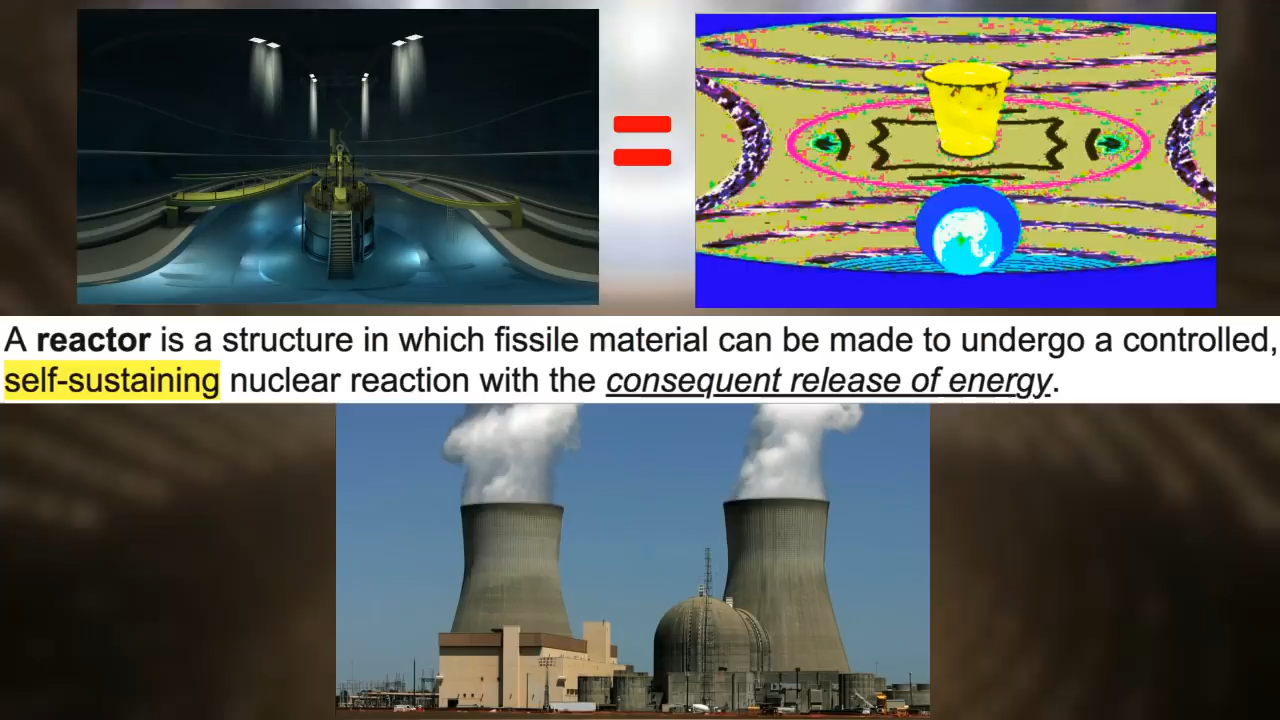 A reactor is a structure in which fissile material can be made to undergo a controlled,
self-sustaining nuclear reaction with the consequent release of energy.